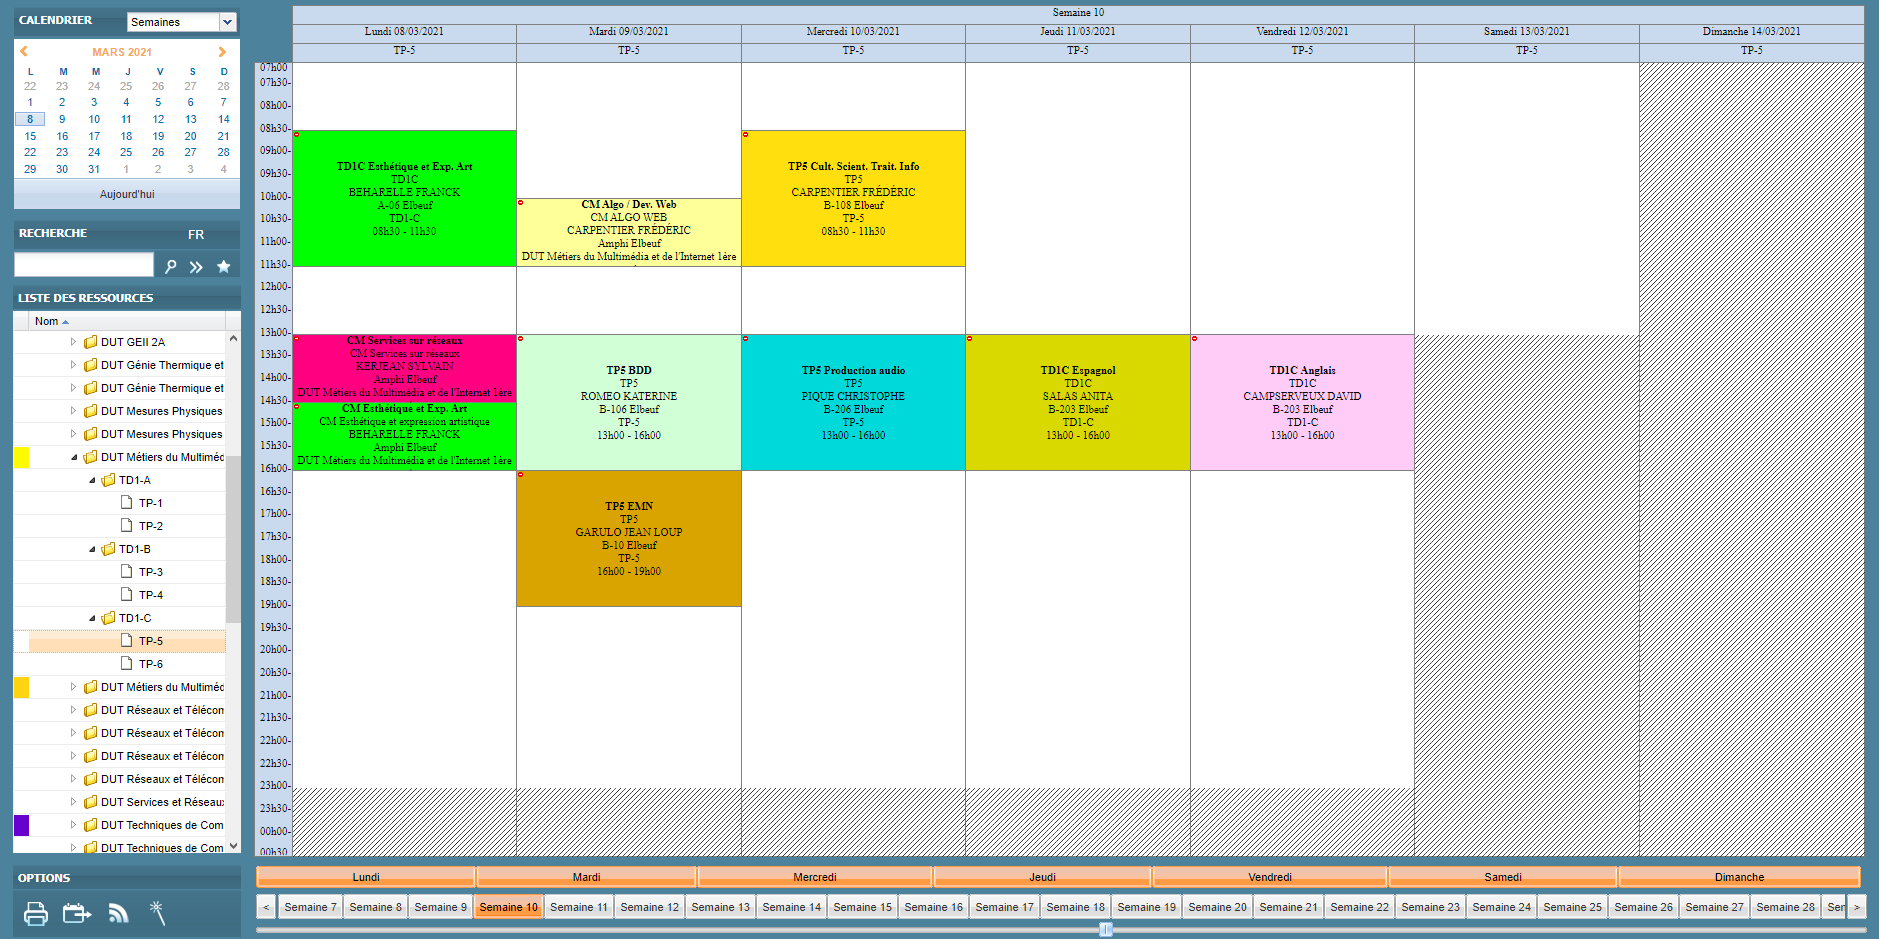 CALENDRIER
Semaines
MARS 2021
L M M J V S D
22 23 24 25 26 27 28
1 2 3 4 5 6 7
8 9 10 11 12 13 14
15 16 17 18 19 20 21
22 23 24 25 26 27 28
29 30 31 1 2 3 4
Aujourd'hui
RECHERCHE FR
LISTE DES RESSOURCES
Nom
DUT GEII 2A
DUT Génie Thermique et
DUT Génie Thermique et
DUT Mesures Physiques
DUT Mesures Physiques
DUT Métiers du Multiméd
TD1-A
TP-1
TP-2
TD1-B
TP-3
TP-4
TD1-C
TP-5
TP-6
DUT Métiers du Multiméd
DUT Réseaux et Télécom
DUT Réseaux et Télécom
DUT Réseaux et Télécom
DUT Réseaux et Télécom
DUT Services et Réseaux
DUT Techniques de Com
DUT Techniques de Com
OPTIONS
Semaine 10
Lundi 08/03/2021 Mardi 09/03/2021 Mercredi 10/03/2021 Jeudi 11/03/2021 Vendredi 12/03/2021 Samedi 13/03/2021 Dimanche 14/03/2021
TP-5 TP-5 TP-5 TP-5 TP-5 TP-5 TP-5
07h00
07h30-
08h00-
08h30-
09h00-
09h30-
10h00-
10h30-
11h00-
11h30-
12h00-
12h30-
13h00-
13h30-
14h00-
14h30-
15h00-
15h30-
16h00-
16h30-
17h00-
17h30-
18h00-
18h30-
19h00-
19h30-
20h00-
20h30-
21h00-
21h30-
22h00-
22h30-
23h00-
23h30-
00h00-
00h30
TD1C Esthétique et Exp. Art
TD1C
BEHARELLE FRANCK
A-06 Elbeuf
TD1-C
08h30 - 11h30
CM Services sur réseaux
CM Services sur réseaux
KERJEAN SYLVAIN
Amphi Elbeuf
DUT Métiers du Multimédia et de l'Internet 1ère
CM Esthétique et Exp. Art
CM Esthétique et expression artistique
BEHARELLE FRANCK
Amphi Elbeuf
DUT Métiers du Multimédia et de l'Internet 1ère
CM Algo / Dev. Web
CM ALGO WEB
CARPENTIER FRÉDÉRIC
Amphi Elbeuf
DUT Métiers du Multimédia et de l'Internet 1ère
TP5 BDD
TP5
ROMEO KATERINE
B-106 Elbeuf
TP-5
13h00 - 16h00
TP5 EMN
TP5
GARULO JEAN LOUP
B-10 Elbeuf
TP-5
16h00 - 19h00
TP5 Cult. Scient. Trait. Info
TP5
CARPENTIER FRÉDÉRIC
B-108 Elbeuf
TP-5
08h30 - 11h30
TP5 Production audio
TP5
PIQUE CHRISTOPHE
B-206 Elbeuf
TP-5
13h00 - 16h00
TD1C Espagnol
TD1C
SALAS ANITA
B-203 Elbeuf
TD1-C
13h00 - 16h00
TD1C Anglais
TD1C
CAMPSERVEUX DAVID
B-203 Elbeuf
TD1-C
13h00 - 16h00
Lundi Mardi Mercredi Jeudi Vendredi Samedi Dimanche
< Semaine 7 Semaine 8 Semaine 9 Semaine 10 Semaine 11 Semaine 12 Semaine 13 Semaine 14 Semaine 15 Semaine 16 Semaine 17 Semaine 18 Semaine 19 Semaine 20 Semaine 21 Semaine 22 Semaine 23 Semaine 24 Semaine 25 Semaine 26 Semaine 27 Semaine 28 Sem >